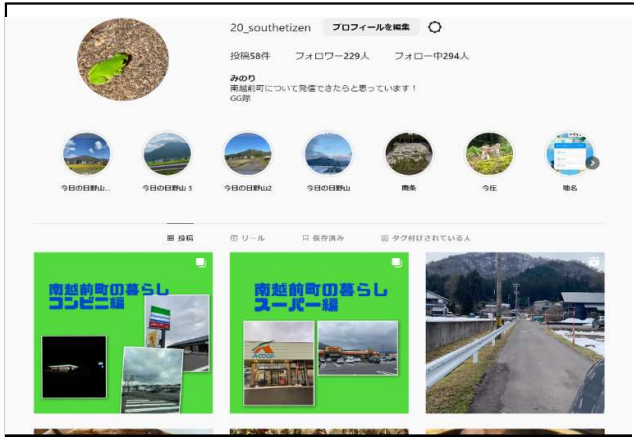 20_southetizen プロフィールを編集
投稿58件 フォロワー229人 フォロー中294人
みのり
南越前町について発信できたらと思っています！
GG隊
今日の日野山... 今日の日野山 3 今日の日野山2 今日の日野山 南条 今庄 地名
投稿 リール 保存済み タグ付けされている人
南越前町の暮らし
コンビニ編
南越前町の暮らし
スーパー編
A·COOP